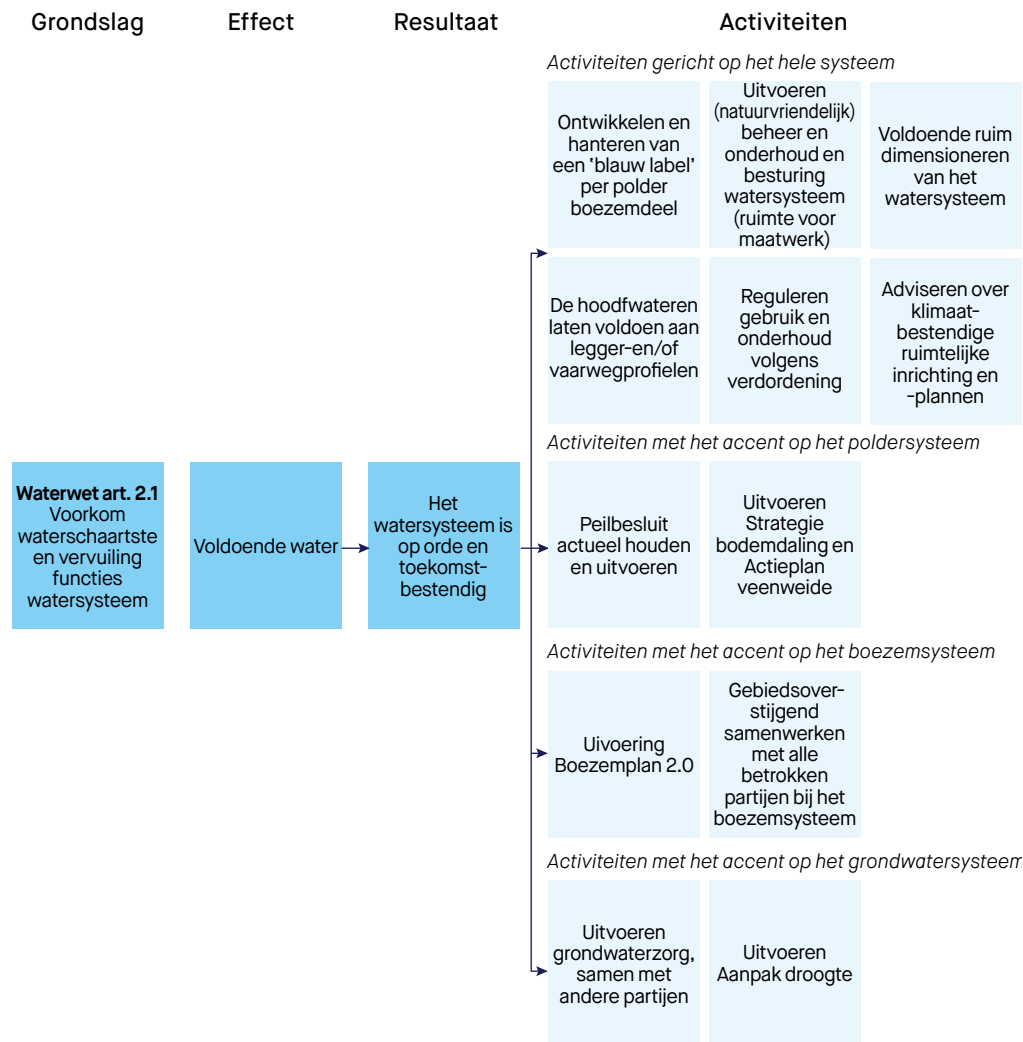 Grondslag
Effect
Resultaat
Activiteiten
Activiteiten gericht op het hele systeem
Ontwikkelen en
hanteren van
een ‘blauw label’
per polder
boezemdeel
Uitvoeren
(natuurvriendelijk)
beheer en
onderhoud en
besturing
watersysteem
(ruimte voor
maatwerk)
Voldoende ruim
dimensioneren
van het
watersysteem
De hoodfwateren
laten voldoen aan
legger-en/of
vaarwegprofielen
Reguleren
gebruik en
onderhoud
volgens
verdordening
Adviseren over
klimaat-
bestendige
ruimtelijke
inrichting en
-plannen
Activiteiten met het accent op het poldersysteem
Waterwet art. 2.1
Voorkom
waterschaartste
en vervuiling
functies
watersysteem
Voldoende water
Het
watersysteem is
op orde en
toekomst-
bestendig
Peilbesluit
actueel houden
en uitvoeren
Uitvoeren
Strategie
bodemdaling en
Actieplan
veenweide
Activiteiten met het accent op het boezemsysteem
Uivoering
Boezemplan 2.0
Gebiedsover-
stijgend
samenwerken
met alle
betrokken
partijen bij het
boezemsysteem
Activiteiten met het accent op het grondwatersysteem
Uitvoeren
grondwaterzorg,
samen met
andere partijen
Uitvoeren
Aanpak droogte